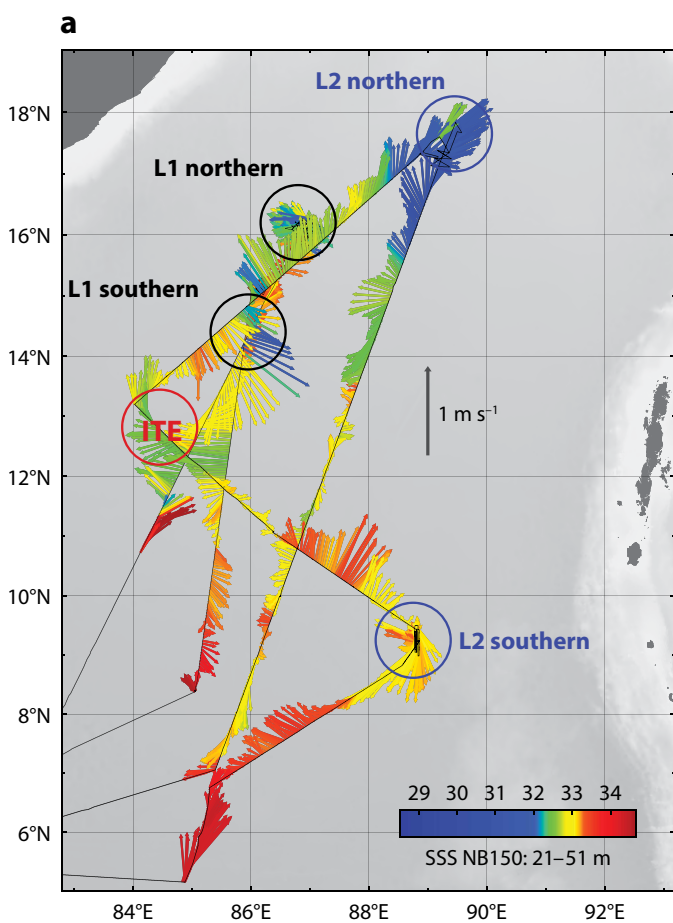 a
18°N
16°N
14°N
12°N
10°N
8°N
6°N
L2 northern
L1 northern
L1 southern
ITE
1 m s⁻¹
L2 southern
29 30 31 32 33 34
SSS NB150: 21–51 m
84°E 86°E 88°E 90°E 92°E